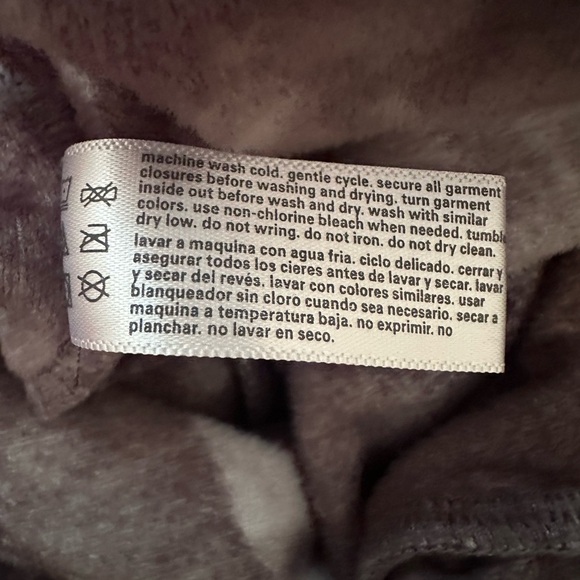 machine wash cold. gentle cycle. secure all garment
closures before washing and drying. turn garment
inside out before wash and dry. wash with similar
colors. use non-chlorine bleach when needed. tumble
dry low. do not wring. do not iron. do not dry clean.
lavar a maquina con agua fria. ciclo delicado. cerrar y
asegurar todos los cieres antes de lavar y secar. lavar
y secar del revés. lavar con colores similares. usar
blanqueador sin cloro cuando sea necesario. secar a
maquina a temperatura baja. no exprimir. no
planchar. no lavar en seco.